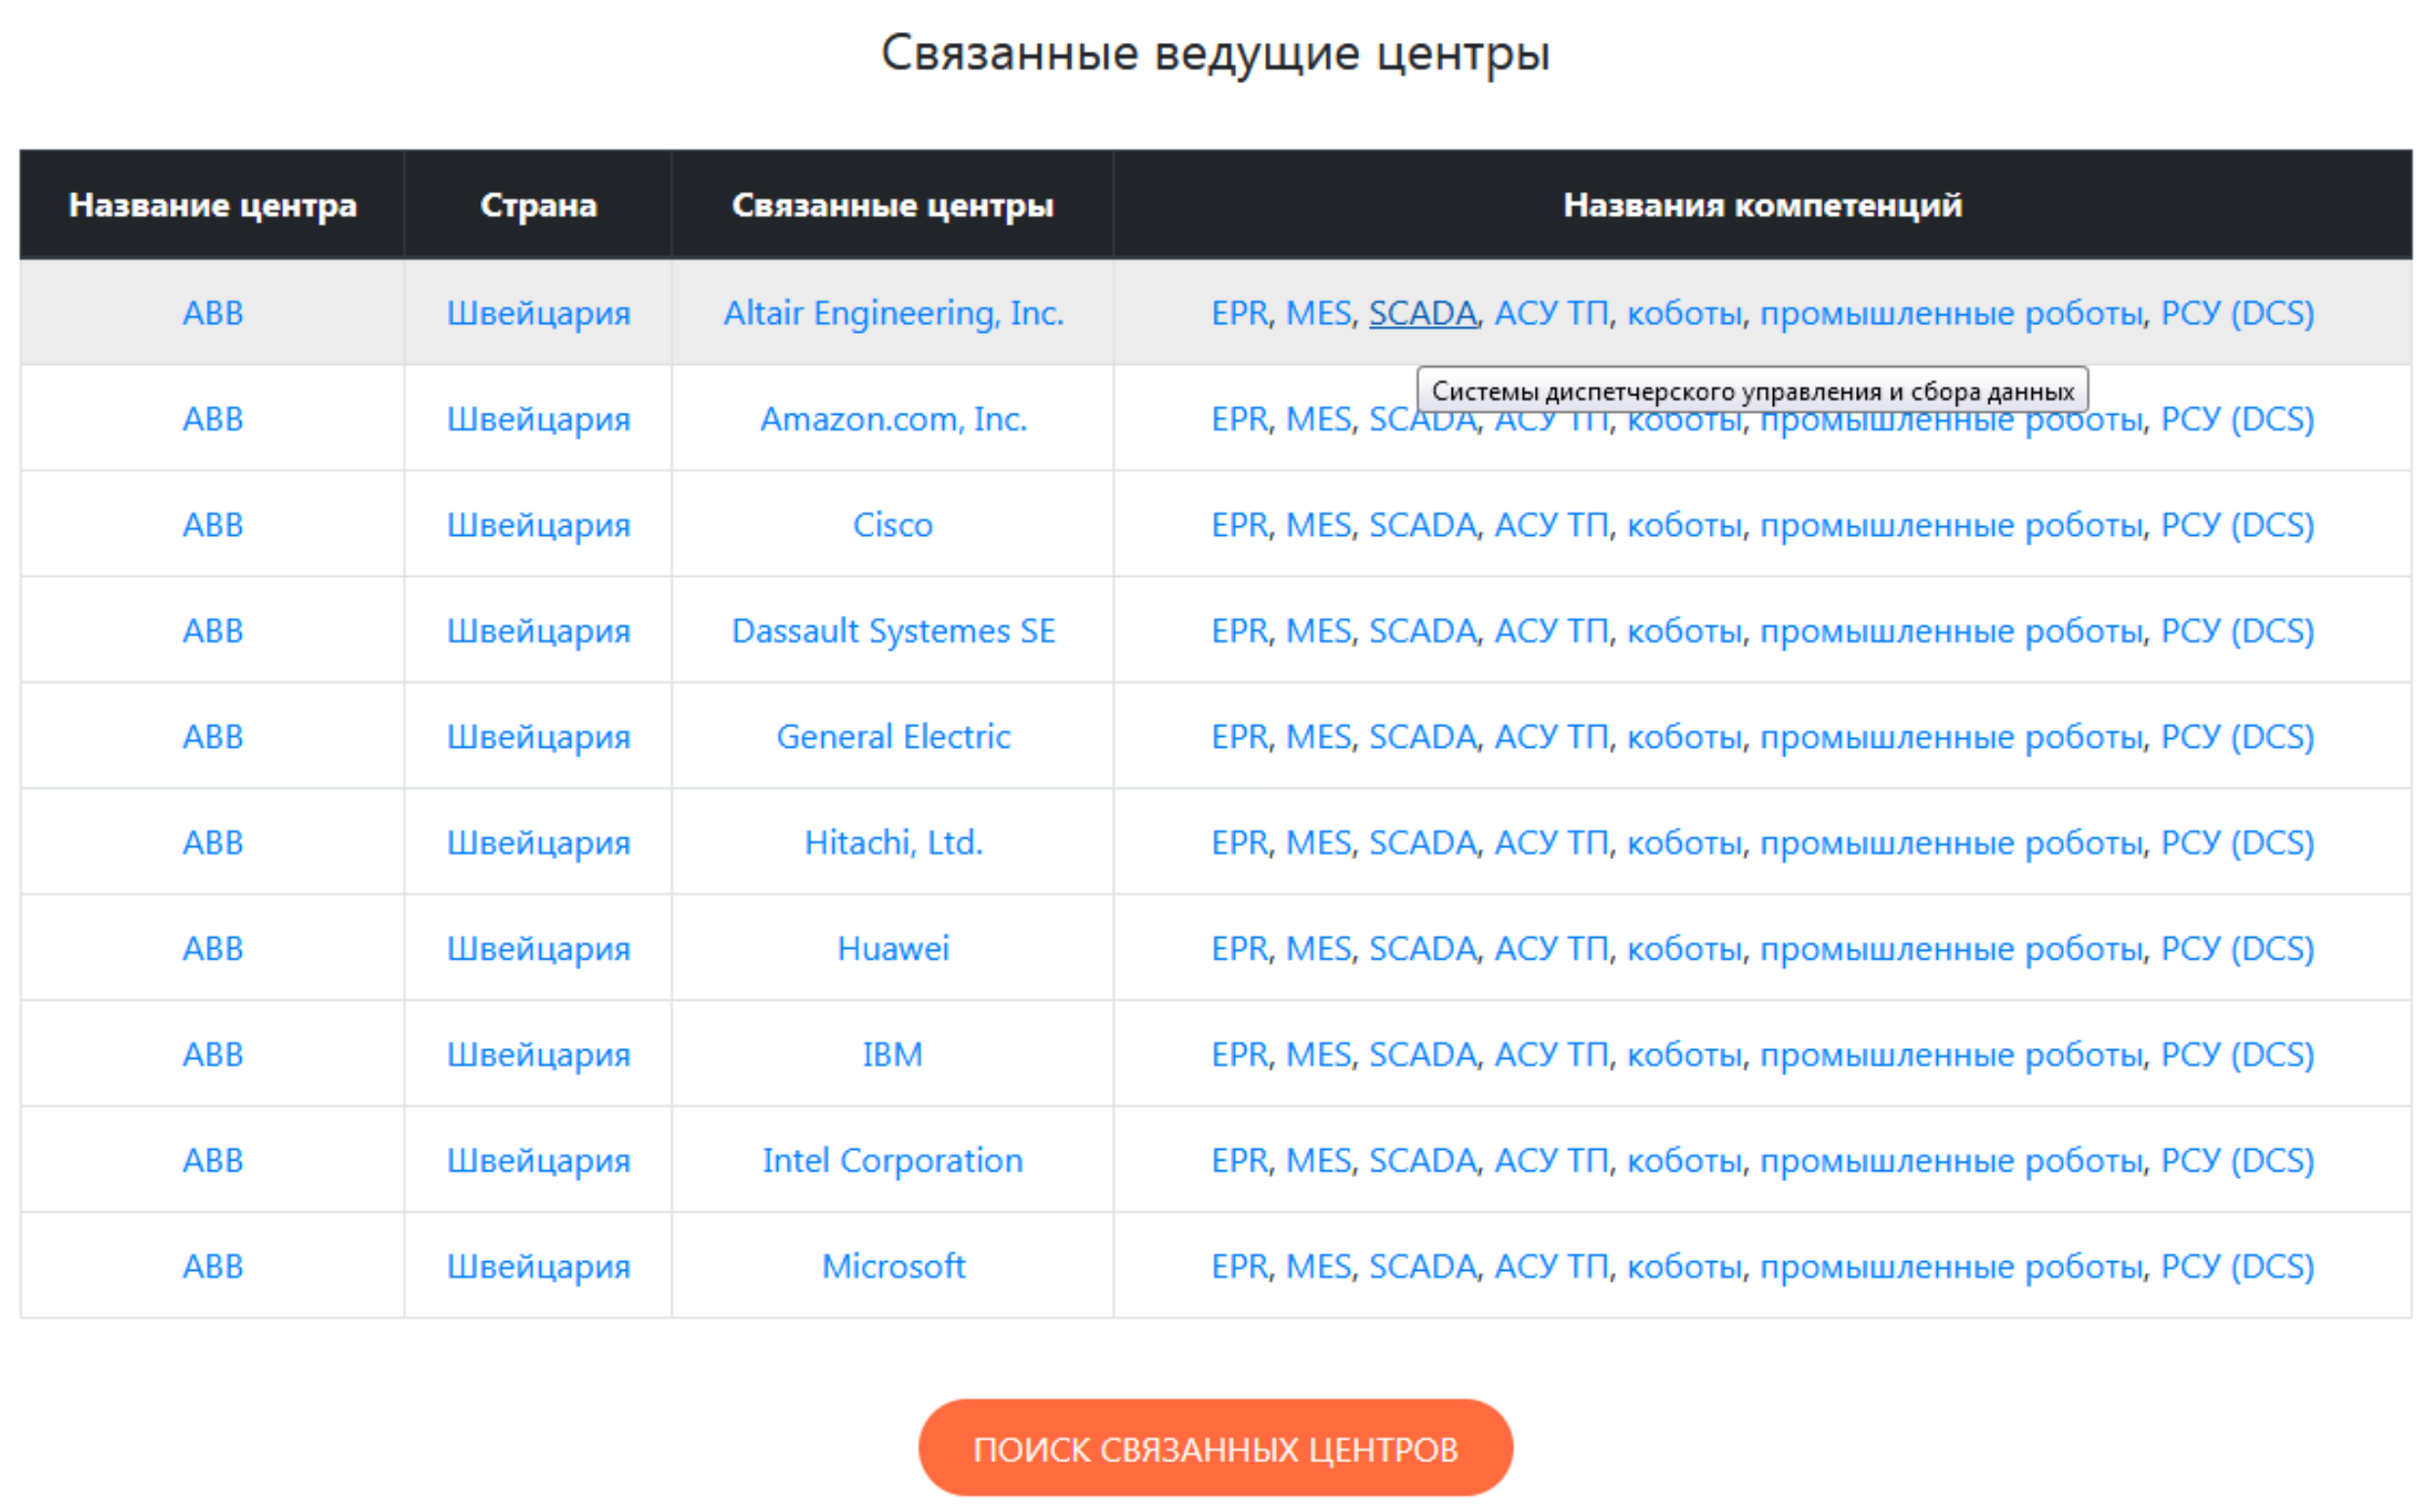 Связанные ведущие центры
Название центра Страна Связанные центры Названия компетенций
ABB Швейцария Altair Engineering, Inc. EPR, MES, SCADA, АСУ ТП, коботы, промышленные роботы, РСУ (DCS)
Системы диспетчерского управления и сбора данных
ABB Швейцария Amazon.com, Inc. EPR, MES, SCADA, АСУ ТП, коботы, промышленные роботы, РСУ (DCS)
ABB Швейцария Cisco EPR, MES, SCADA, АСУ ТП, коботы, промышленные роботы, РСУ (DCS)
ABB Швейцария Dassault Systemes SE EPR, MES, SCADA, АСУ ТП, коботы, промышленные роботы, РСУ (DCS)
ABB Швейцария General Electric EPR, MES, SCADA, АСУ ТП, коботы, промышленные роботы, РСУ (DCS)
ABB Швейцария Hitachi, Ltd. EPR, MES, SCADA, АСУ ТП, коботы, промышленные роботы, РСУ (DCS)
ABB Швейцария Huawei EPR, MES, SCADA, АСУ ТП, коботы, промышленные роботы, РСУ (DCS)
ABB Швейцария IBM EPR, MES, SCADA, АСУ ТП, коботы, промышленные роботы, РСУ (DCS)
ABB Швейцария Intel Corporation EPR, MES, SCADA, АСУ ТП, коботы, промышленные роботы, РСУ (DCS)
ABB Швейцария Microsoft EPR, MES, SCADA, АСУ ТП, коботы, промышленные роботы, РСУ (DCS)
ПОИСК СВЯЗАННЫХ ЦЕНТРОВ